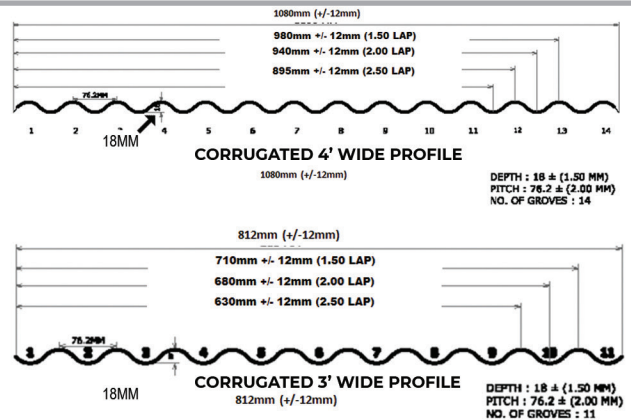 1080mm (+/-12mm)
980mm +/- 12mm (1.50 LAP)
940mm +/- 12mm (2.00 LAP)
895mm +/- 12mm (2.50 LAP)
76.2MM
18
1 2 3 4 5 6 7 8 9 10 11 12 13 14
18MM
CORRUGATED 4’ WIDE PROFILE
1080mm (+/-12mm)
DEPTH : 18 ± (1.50 MM)
PITCH : 76.2 ± (2.00 MM)
NO. OF GROVES : 14
812mm (+/-12mm)
710mm +/- 12mm (1.50 LAP)
680mm +/- 12mm (2.00 LAP)
630mm +/- 12mm (2.50 LAP)
76.2MM
1 2 3 4 5 6 7 8 9 10 11
18MM
CORRUGATED 3’ WIDE PROFILE
812mm (+/-12mm)
DEPTH : 18 ± (1.50 MM)
PITCH : 76.2 ± (2.00 MM)
NO. OF GROVES : 11